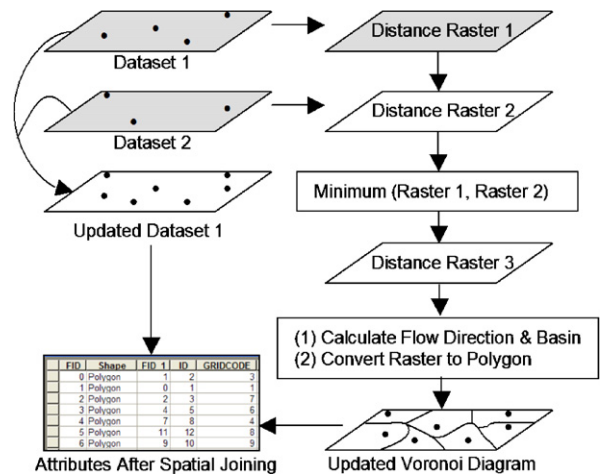 Dataset 1
Distance Raster 1
Dataset 2
Distance Raster 2
Updated Dataset 1
Minimum (Raster 1, Raster 2)
Distance Raster 3
(1) Calculate Flow Direction & Basin
(2) Convert Raster to Polygon
FID Shape FID_1 ID GRIDCODE
0 Polygon 1 2 3
1 Polygon 0 1 1
2 Polygon 2 3 7
3 Polygon 4 5 6
4 Polygon 7 8 4
5 Polygon 11 12 8
6 Polygon 9 10 9
Attributes After Spatial Joining
Updated Voronoi Diagram